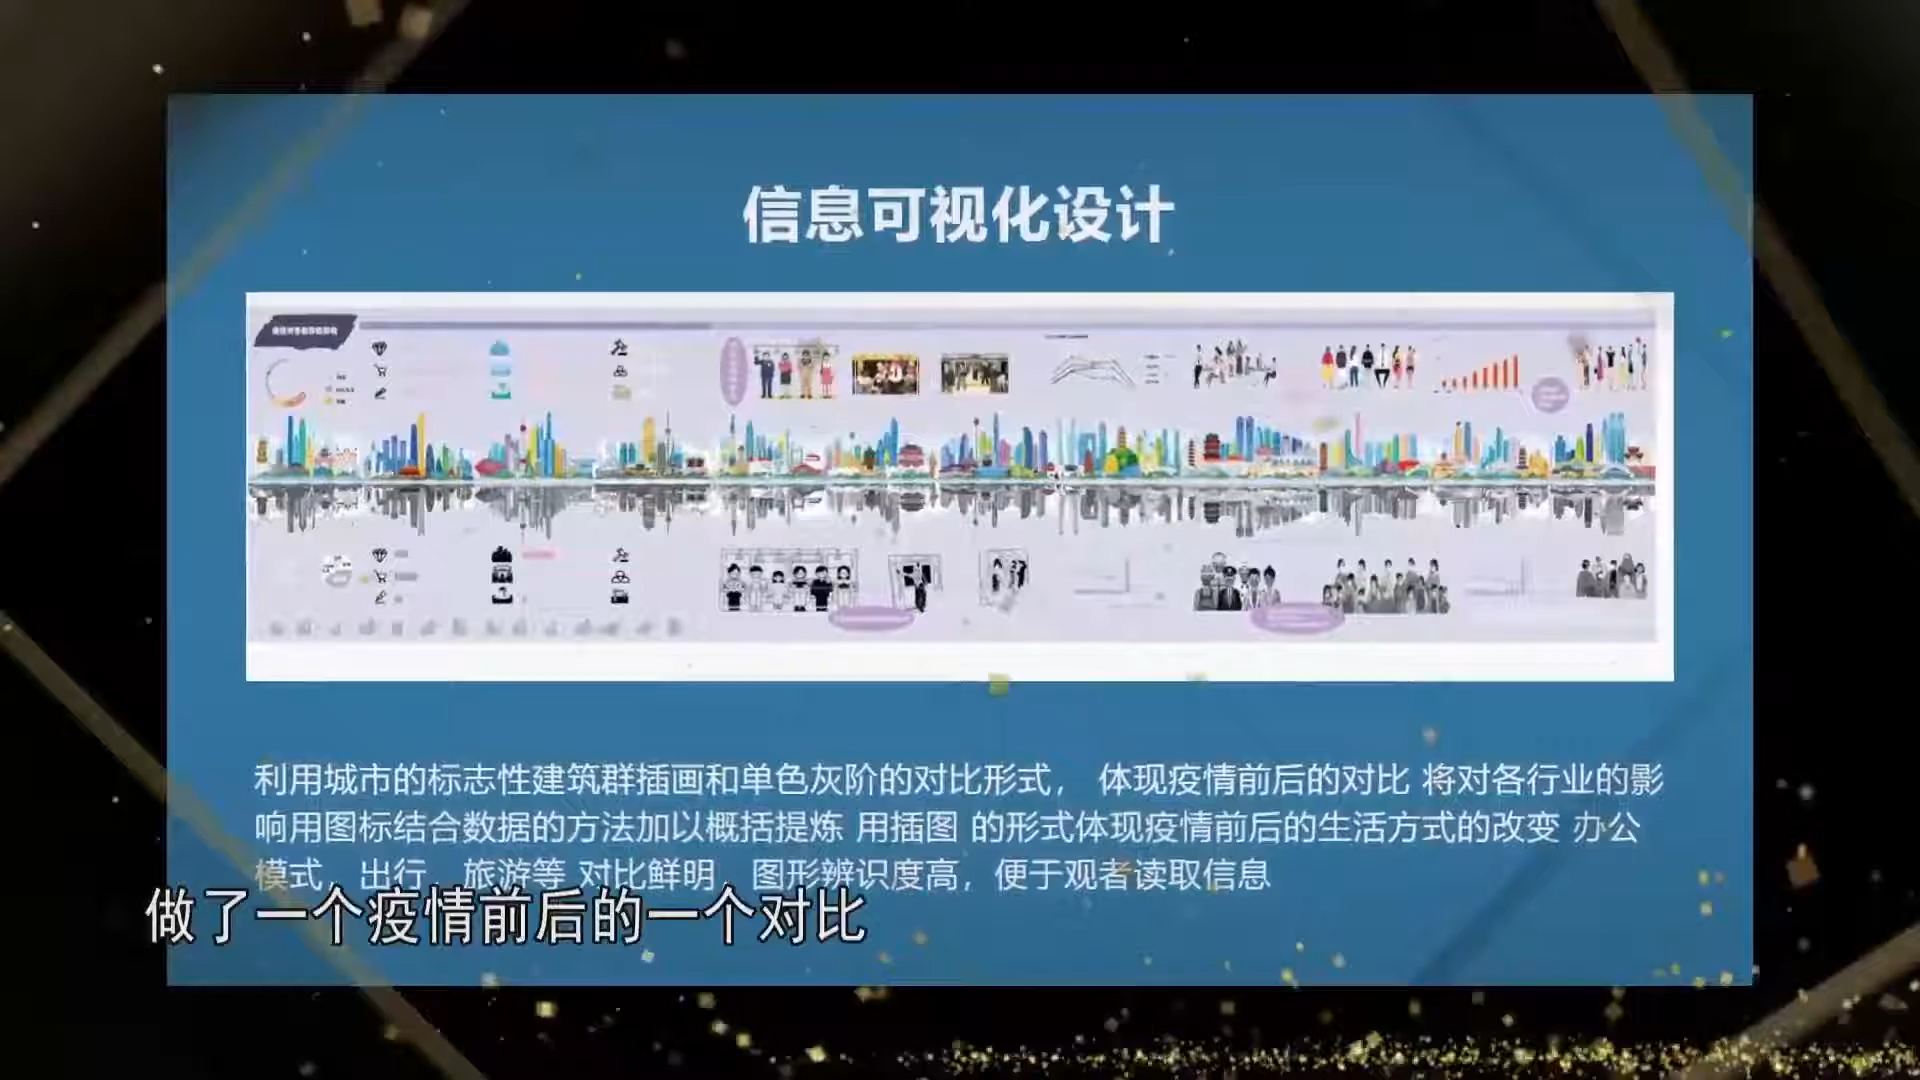 信息可视化设计
利用城市的标志性建筑群插画和单色灰阶的对比形式， 体现疫情前后的对比 将对各行业的影
响用图标结合数据的方法加以概括提炼 用插图 的形式体现疫情前后的生活方式的改变 办公
模式，出行，旅游等 对比鲜明，图形辨识度高，便于观者读取信息
做了一个疫情前后的一个对比